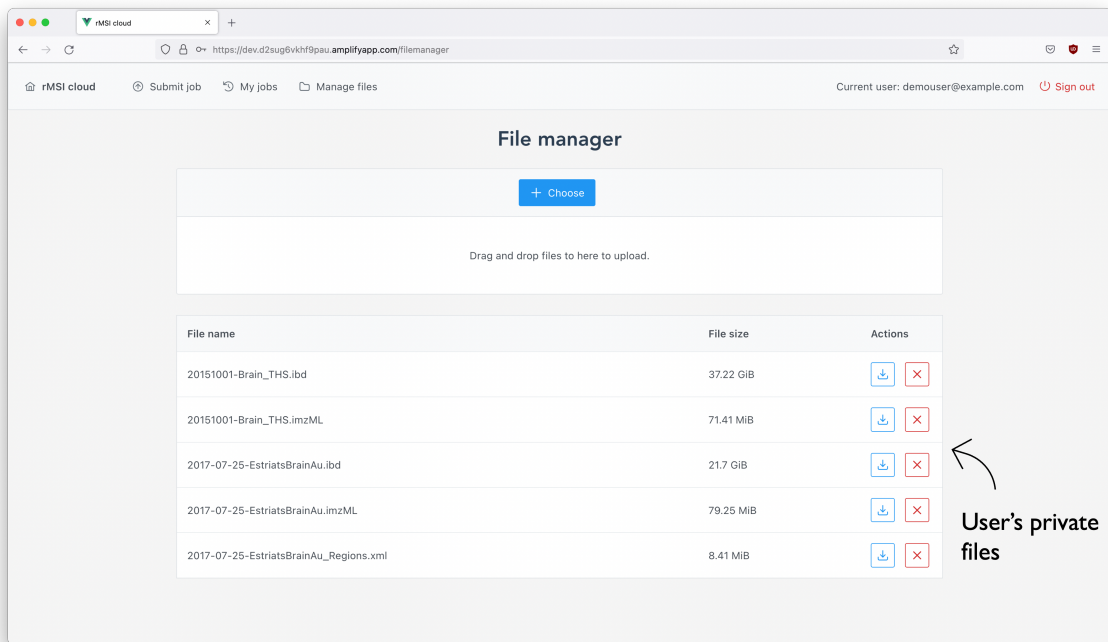 rMSI cloud
https://dev.d2sug6vkhf9pau.amplifyapp.com/filemanager
rMSI cloud Submit job My jobs Manage files Current user: demouser@example.com Sign out
File manager
+ Choose
Drag and drop files to here to upload.
File name File size Actions
20151001-Brain_THS.ibd 37.22 GiB
20151001-Brain_THS.imzML 71.41 MiB
2017-07-25-EstriatsBrainAu.ibd 21.7 GiB
2017-07-25-EstriatsBrainAu.imzML 79.25 MiB
2017-07-25-EstriatsBrainAu_Regions.xml 8.41 MiB
User's private
files